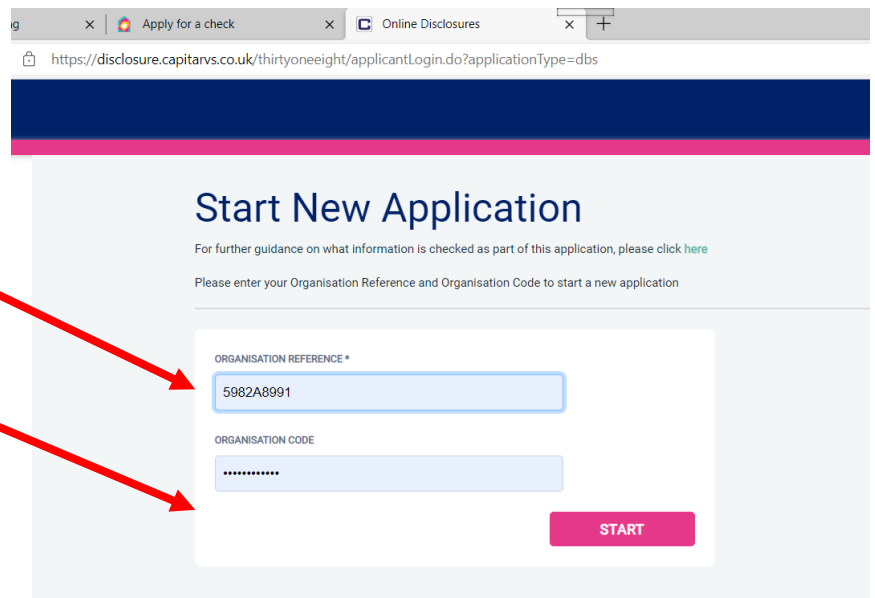 g
Apply for a check
Online Disclosures
https://disclosure.capitarvs.co.uk/thirtyoneeight/applicantLogin.do?applicationType=dbs
Start New Application
For further guidance on what information is checked as part of this application, please click here
Please enter your Organisation Reference and Organisation Code to start a new application
ORGANISATION REFERENCE *
5982A8991
ORGANISATION CODE
••••••••••••
START